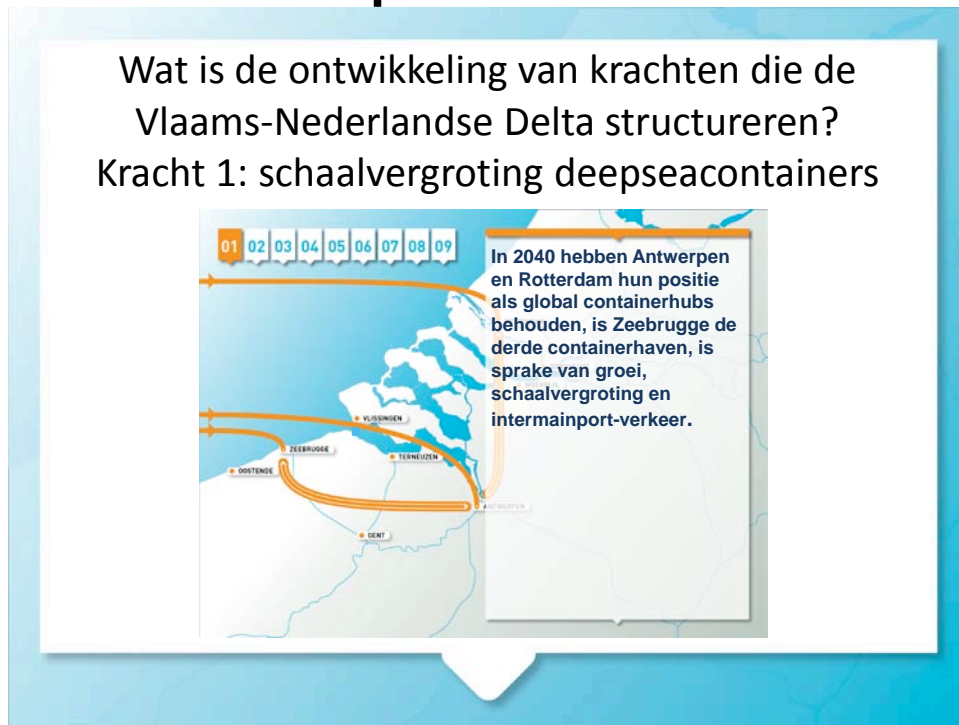 Wat is de ontwikkeling van krachten die de
Vlaams-Nederlandse Delta structureren?
Kracht 1: schaalvergroting deepseacontainers
01 02 03 04 05 06 07 08 09
In 2040 hebben Antwerpen
en Rotterdam hun positie
als global containerhubs
behouden, is Zeebrugge de
derde containerhaven, is
sprake van groei,
schaalvergroting en
intermainport-verkeer.
VLISSINGEN
ZEEBRUGGE
TERNEUZEN
OOSTENDE
ANTWERPEN
GENT